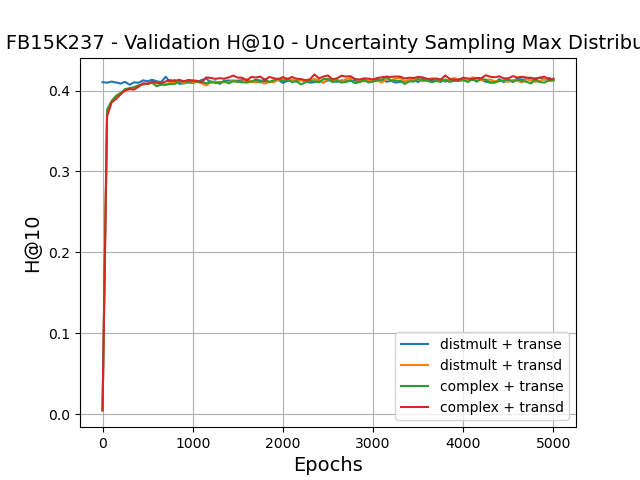 FB15K237 - Validation H@10 - Uncertainty Sampling Max Distribu
H@10
0.4
0.3
0.2
0.1
0.0
distmult + transe
distmult + transd
complex + transe
complex + transd
0 1000 2000 3000 4000 5000
Epochs